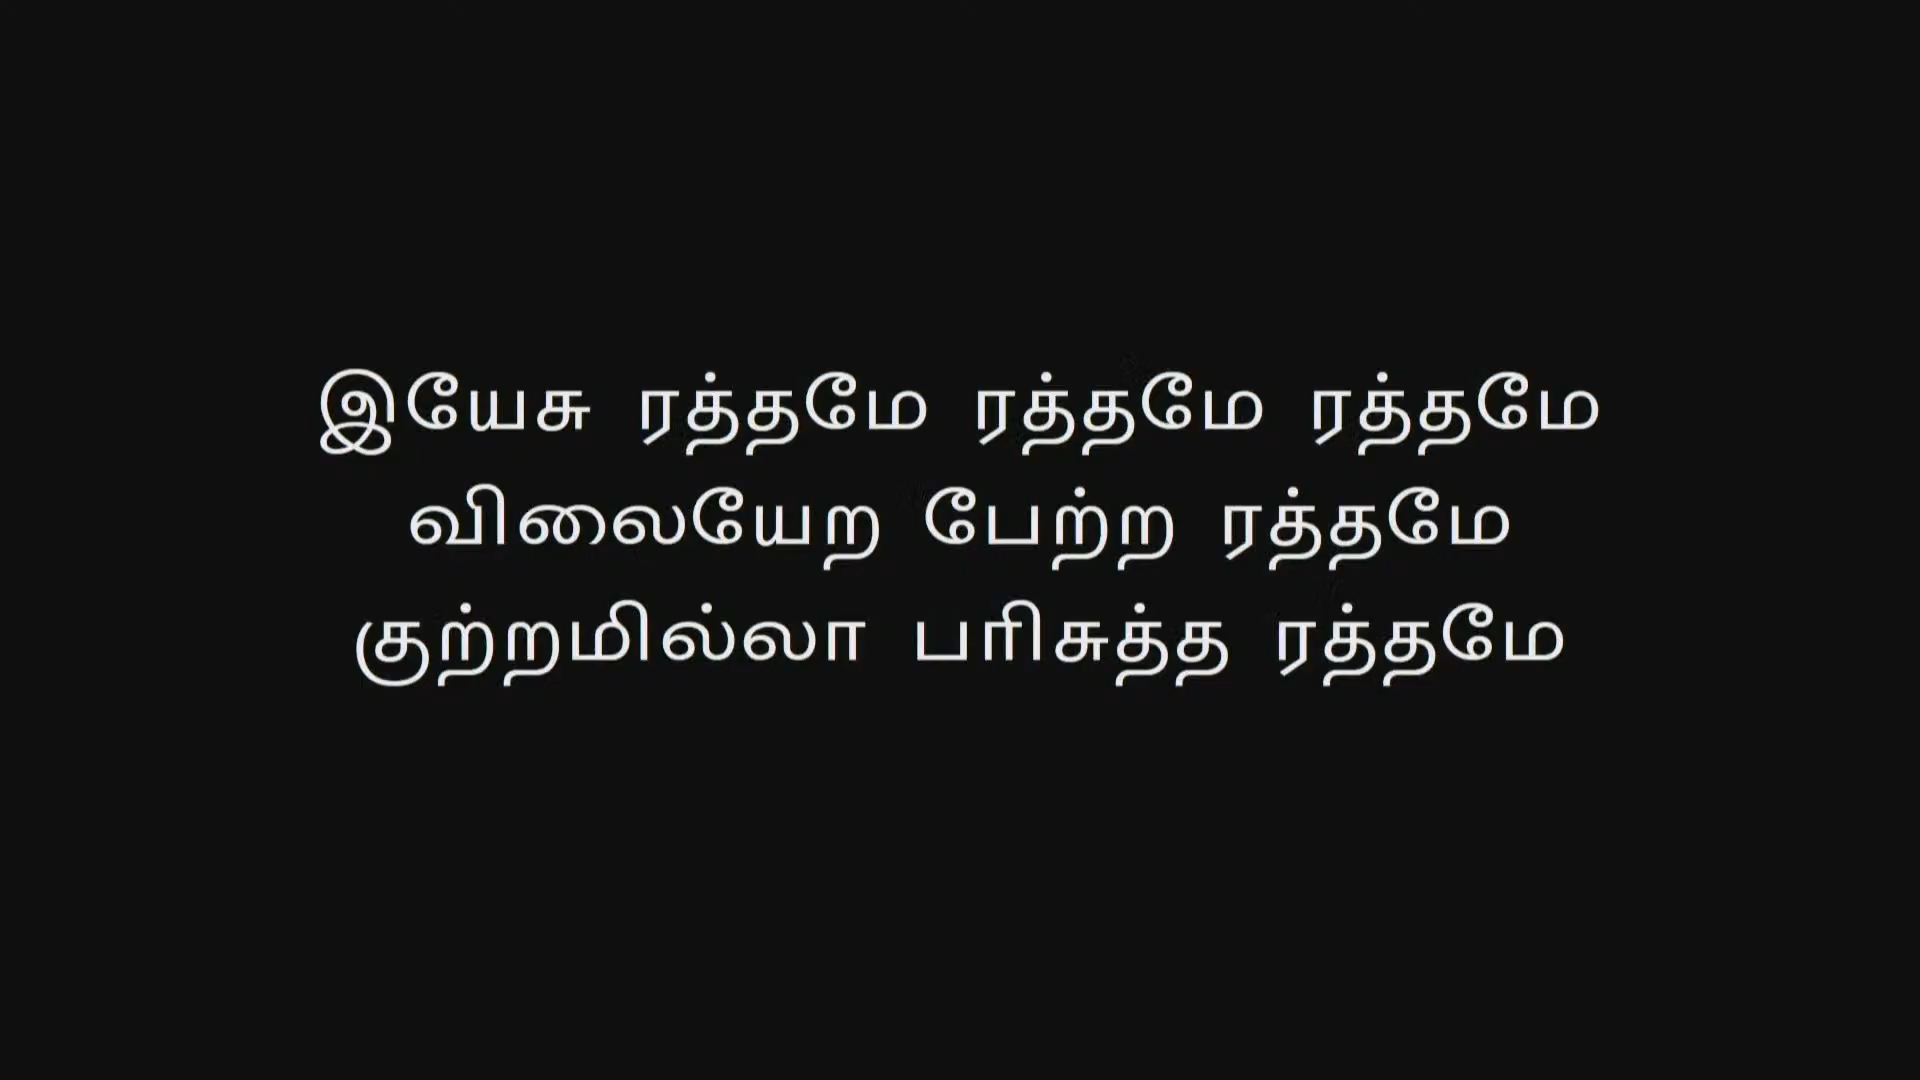 இயேசு ரத்தமே ரத்தமே ரத்தமே
விலையேற பேற்ற ரத்தமே
குற்றமில்லா பரிசுத்த ரத்தமே